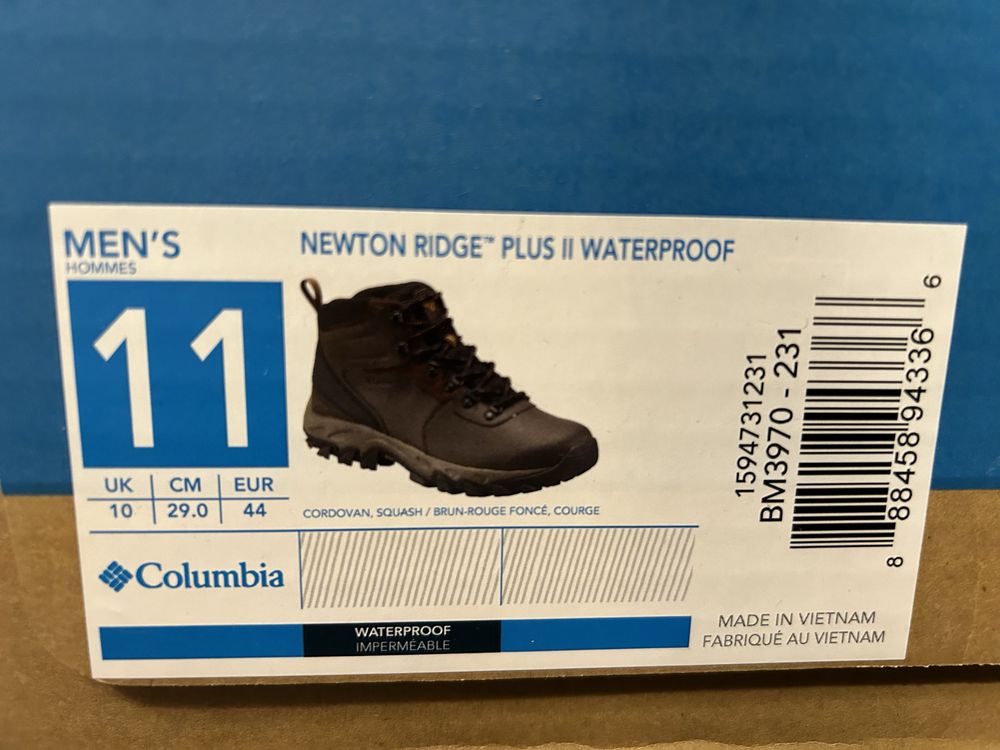 MEN'S
HOMMES
11
UK CM EUR
10 29.0 44
NEWTON RIDGE™ PLUS II WATERPROOF
CORDOVAN, SQUASH / BRUN-ROUGE FONCÉ, COURGE
Columbia
WATERPROOF
IMPERMÉABLE
1594731231
BM3970 - 231
8 88458 94336 6
MADE IN VIETNAM
FABRIQUÉ AU VIETNAM